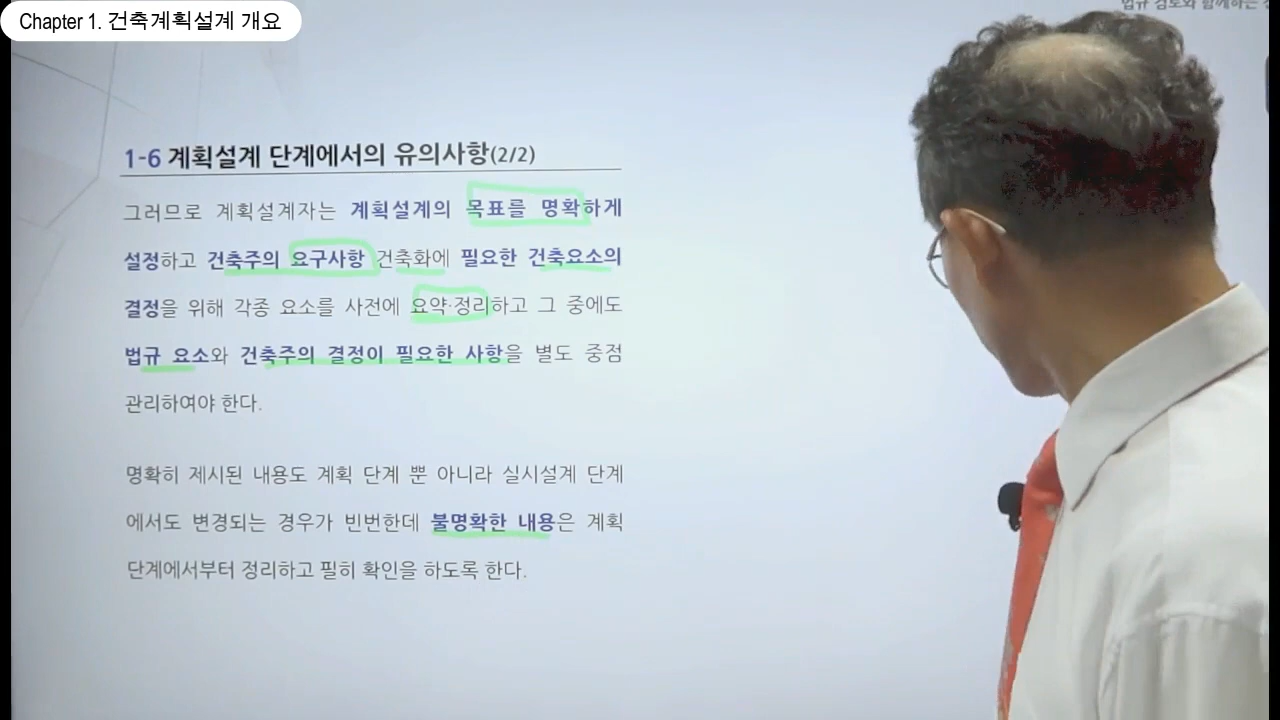 Chapter 1. 건축계획설계 개요
법규 검토와 함께하는
1-6 계획설계 단계에서의 유의사항(2/2)
그러므로 계획설계자는 계획설계의 목표를 명확하게
설정하고 건축주의 요구사항 건축화에 필요한 건축요소의
결정을 위해 각종 요소를 사전에 요약·정리하고 그 중에도
법규 요소와 건축주의 결정이 필요한 사항을 별도 중점
관리하여야 한다.
명확히 제시된 내용도 계획 단계 뿐 아니라 실시설계 단계
에서도 변경되는 경우가 빈번한데 불명확한 내용은 계획
단계에서부터 정리하고 필히 확인을 하도록 한다.